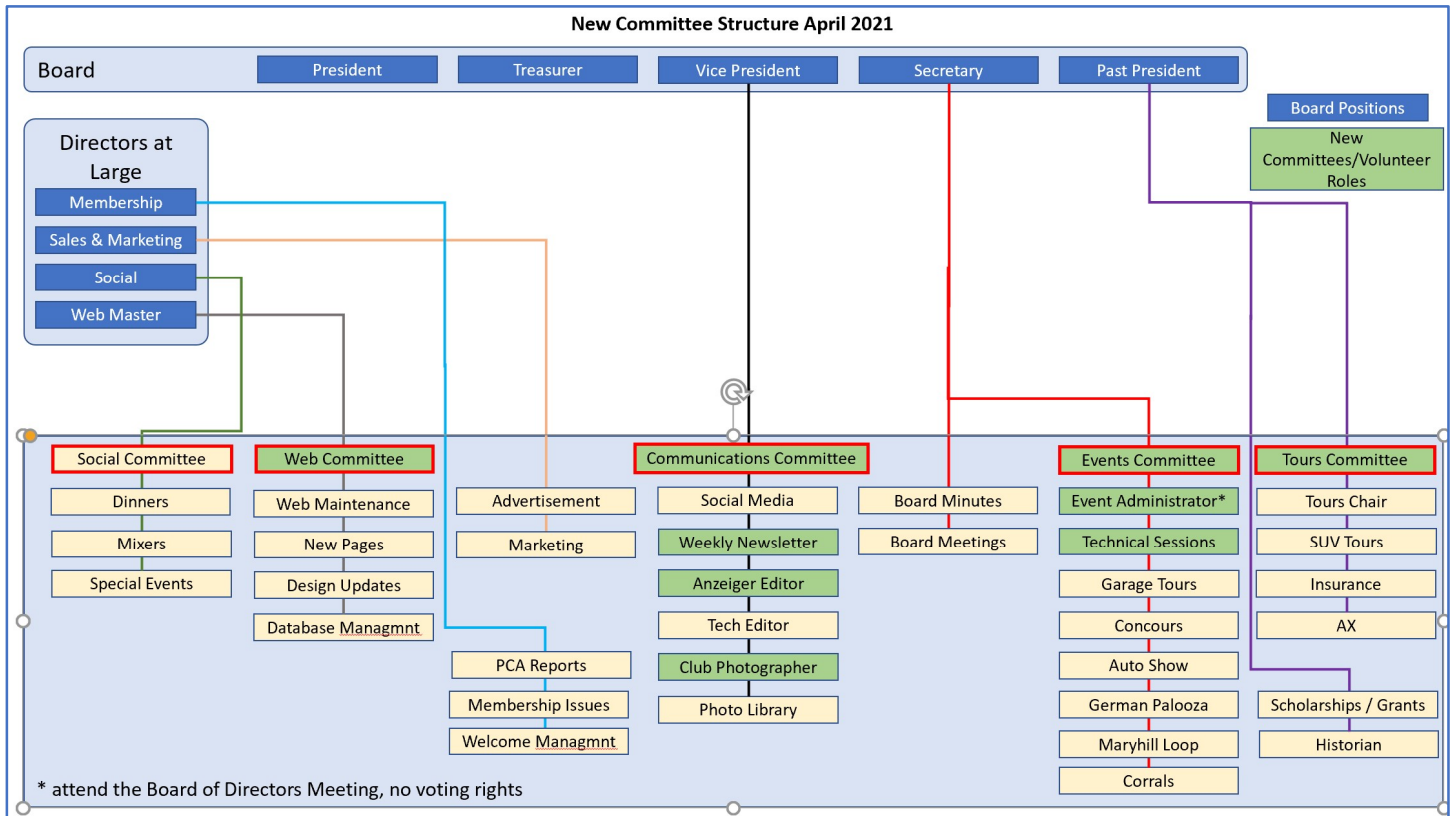 New Committee Structure April 2021
Board
President
Treasurer
Vice President
Secretary
Past President
Board Positions
New
Committees/Volunteer
Roles
Directors at
Large
Membership
Sales & Marketing
Social
Web Master
Social Committee
Dinners
Mixers
Special Events
Web Committee
Web Maintenance
New Pages
Design Updates
Database Managmnt
Advertisement
Marketing
PCA Reports
Membership Issues
Welcome Managmnt
Communications Committee
Social Media
Weekly Newsletter
Anzeiger Editor
Tech Editor
Club Photographer
Photo Library
Board Minutes
Board Meetings
Events Committee
Event Administrator*
Technical Sessions
Garage Tours
Concours
Auto Show
German Palooza
Maryhill Loop
Corrals
Tours Committee
Tours Chair
SUV Tours
Insurance
AX
Scholarships / Grants
Historian
* attend the Board of Directors Meeting, no voting rights